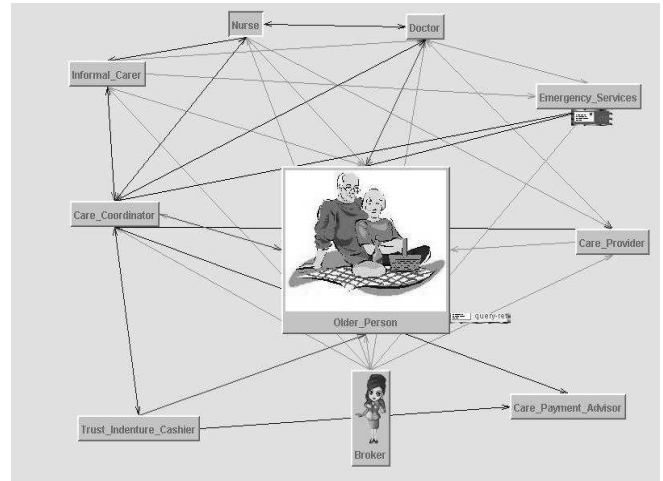 Nurse
Doctor
Informal_Carer
Emergency_Services
Care_Coordinator
Care_Provider
Older_Person
query-ref
Care_Payment_Advisor
Trust_Indenture_Cashier
Broker